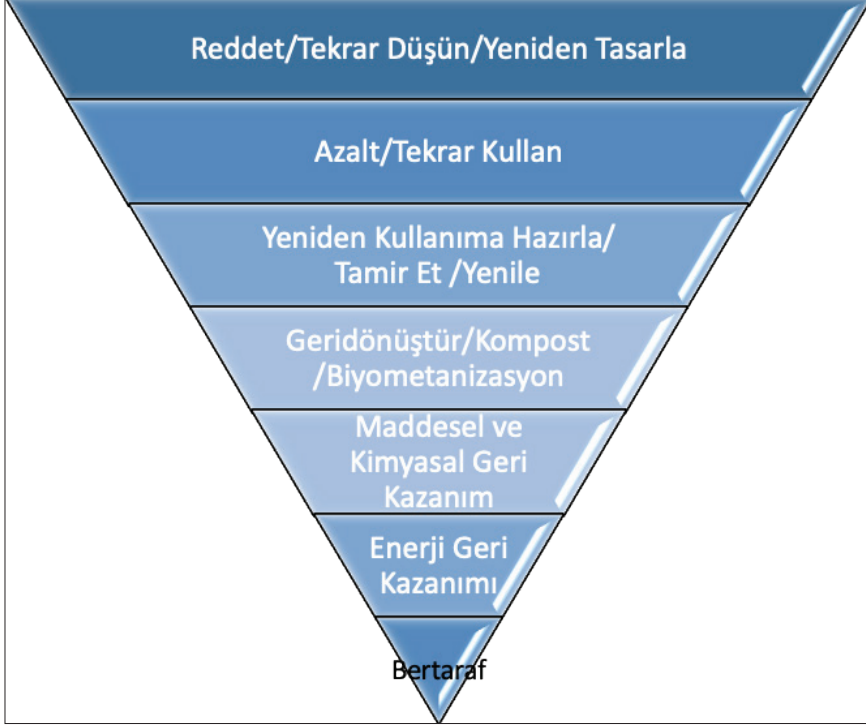 Reddet/Tekrar Düşün/Yeniden Tasarla
Azalt/Tekrar Kullan
Yeniden Kullanıma Hazırla/
Tamir Et /Yenile
Geridönüştür/Kompost
/Biyometanizasyon
Maddesel ve
Kimyasal Geri
Kazanım
Enerji Geri
Kazanımı
Bertaraf